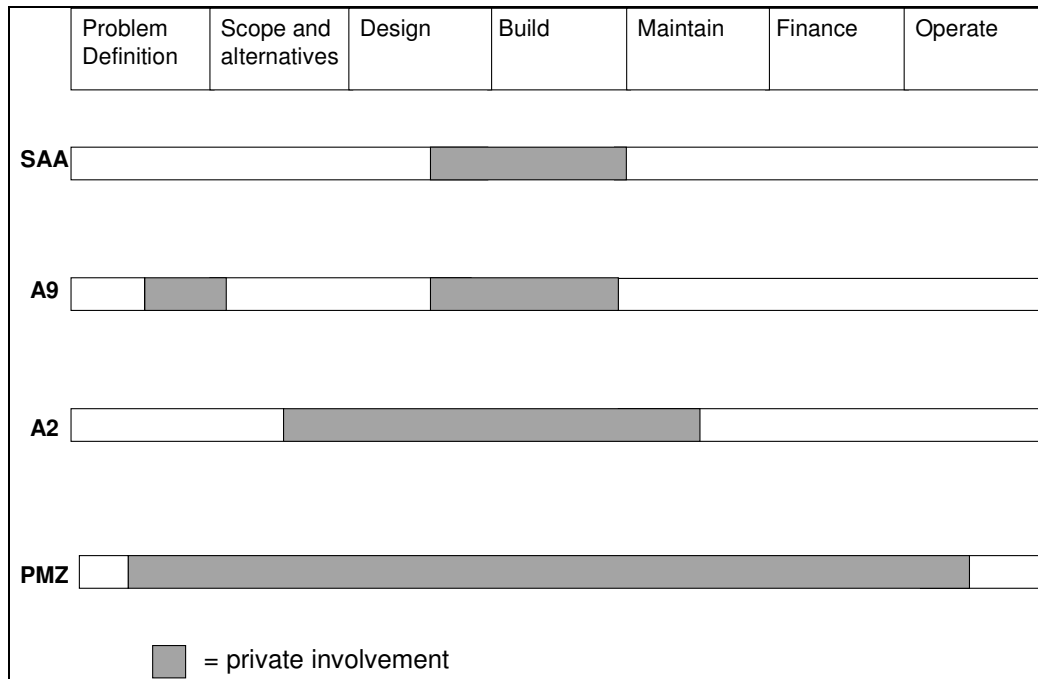 Problem Definition
Scope and alternatives
Design
Build
Maintain
Finance
Operate
SAA
A9
A2
PMZ
= private involvement